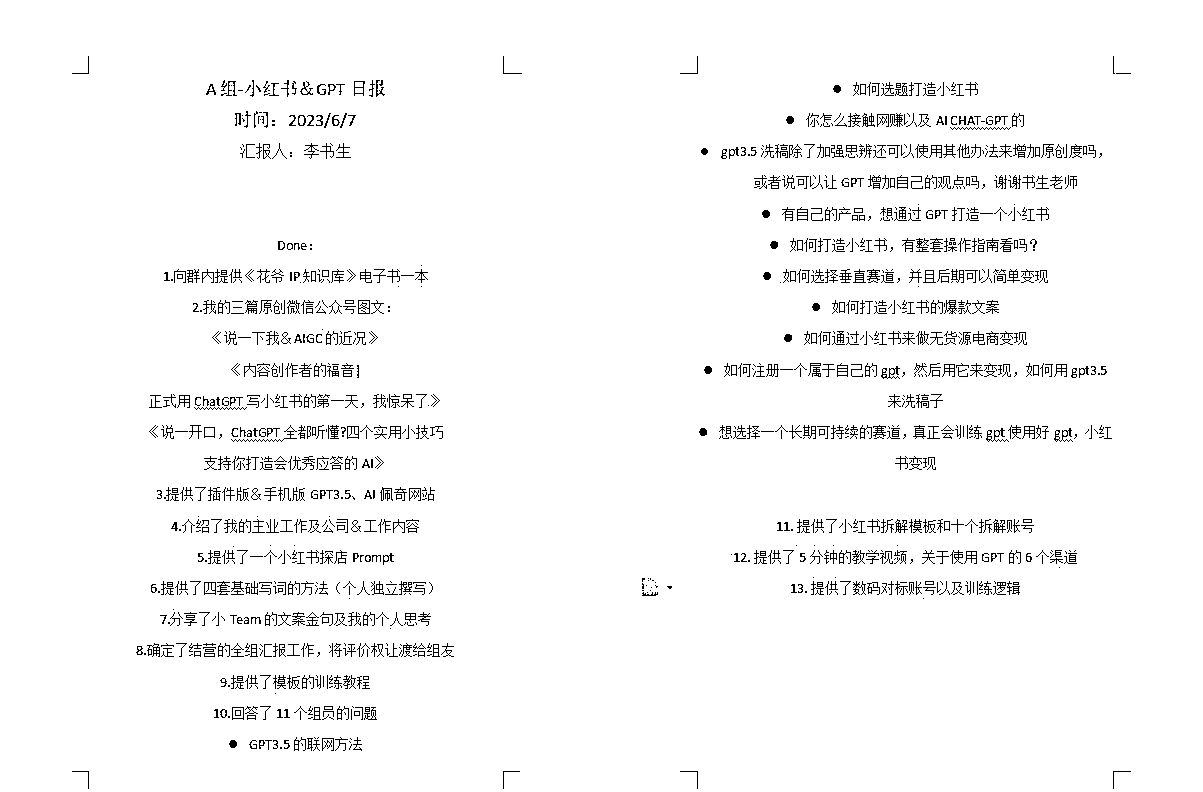 A 组-小红书＆GPT 日报
时间：2023/6/7
汇报人：李书生
Done：
1.向群内提供《花爷 IP 知识库》电子书一本
2.我的三篇原创微信公众号图文：
《说一下我＆AIGC 的近况》
《内容创作者的福音|
正式用 ChatGPT 写小红书的第一天，我惊呆了》
《说一开口，ChatGPT 全都听懂?四个实用小技巧
支持你打造会优秀应答的 AI》
3.提供了插件版＆手机版 GPT3.5、AI 佩奇网站
4.介绍了我的主业工作及公司＆工作内容
5.提供了一个小红书探店 Prompt
6.提供了四套基础写词的方法（个人独立撰写）
7.分享了小 Team 的文案金句及我的个人思考
8.确定了结营的全组汇报工作，将评价权让渡给组友
9.提供了模板的训练教程
10.回答了 11 个组员的问题
● GPT3.5 的联网方法
● 如何选题打造小红书
● 你怎么接触网赚以及 AI CHAT-GPT 的
● gpt3.5 洗稿除了加强思辨还可以使用其他办法来增加原创度吗，
或者说可以让 GPT 增加自己的观点吗，谢谢书生老师
● 有自己的产品，想通过 GPT 打造一个小红书
● 如何打造小红书，有整套操作指南看吗？
● 如何选择垂直赛道，并且后期可以简单变现
● 如何打造小红书的爆款文案
● 如何通过小红书来做无货源电商变现
● 如何注册一个属于自己的 gpt，然后用它来变现，如何用 gpt3.5
来洗稿子
● 想选择一个长期可持续的赛道，真正会训练 gpt 使用好 gpt，小红
书变现
11. 提供了小红书拆解模板和十个拆解账号
12. 提供了 5 分钟的教学视频，关于使用 GPT 的 6 个渠道
13. 提供了数码对标账号以及训练逻辑